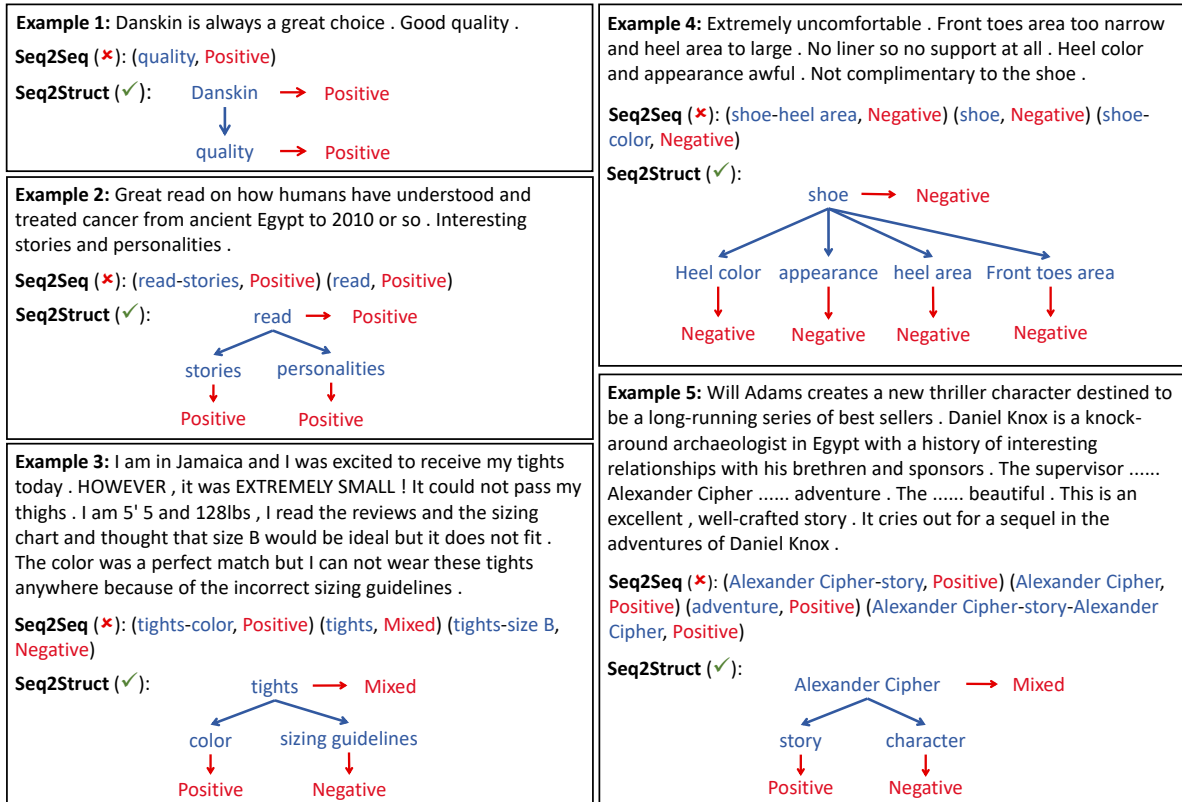 Example 1: Danskin is always a great choice . Good quality .
Seq2Seq (✘): (quality, Positive)
Seq2Struct (✓):
Danskin → Positive
quality → Positive
Example 2: Great read on how humans have understood and
treated cancer from ancient Egypt to 2010 or so . Interesting
stories and personalities .
Seq2Seq (✘): (read-stories, Positive) (read, Positive)
Seq2Struct (✓):
read → Positive
stories personalities
Positive Positive
Example 3: I am in Jamaica and I was excited to receive my tights
today . HOWEVER , it was EXTREMELY SMALL ! It could not pass my
thighs . I am 5' 5 and 128lbs , I read the reviews and the sizing
chart and thought that size B would be ideal but it does not fit .
The color was a perfect match but I can not wear these tights
anywhere because of the incorrect sizing guidelines .
Seq2Seq (✘): (tights-color, Positive) (tights, Mixed) (tights-size B,
Negative)
Seq2Struct (✓):
tights → Mixed
color sizing guidelines
Positive Negative
Example 4: Extremely uncomfortable . Front toes area too narrow
and heel area to large . No liner so no support at all . Heel color
and appearance awful . Not complimentary to the shoe .
Seq2Seq (✘): (shoe-heel area, Negative) (shoe, Negative) (shoe-
color, Negative)
Seq2Struct (✓):
shoe → Negative
Heel color appearance heel area Front toes area
Negative Negative Negative Negative
Example 5: Will Adams creates a new thriller character destined to
be a long-running series of best sellers . Daniel Knox is a knock-
around archaeologist in Egypt with a history of interesting
relationships with his brethren and sponsors . The supervisor ......
Alexander Cipher ...... adventure . The ...... beautiful . This is an
excellent , well-crafted story . It cries out for a sequel in the
adventures of Daniel Knox .
Seq2Seq (✘): (Alexander Cipher-story, Positive) (Alexander Cipher,
Positive) (adventure, Positive) (Alexander Cipher-story-Alexander
Cipher, Positive)
Seq2Struct (✓):
Alexander Cipher → Mixed
story character
Positive Negative